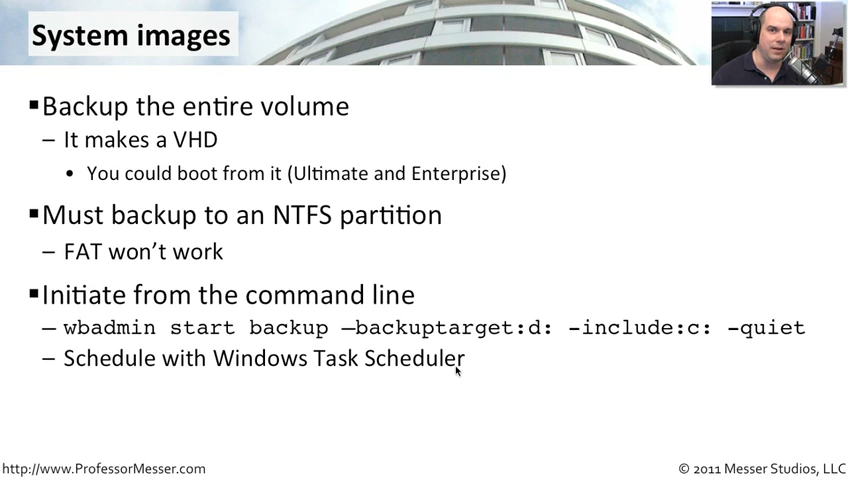 System images
▪Backup the entire volume
– It makes a VHD
• You could boot from it (Ultimate and Enterprise)
▪Must backup to an NTFS partition
– FAT won’t work
▪Initiate from the command line
– wbadmin start backup –backuptarget:d: -include:c: -quiet
– Schedule with Windows Task Scheduler
http://www.ProfessorMesser.com
© 2011 Messer Studios, LLC